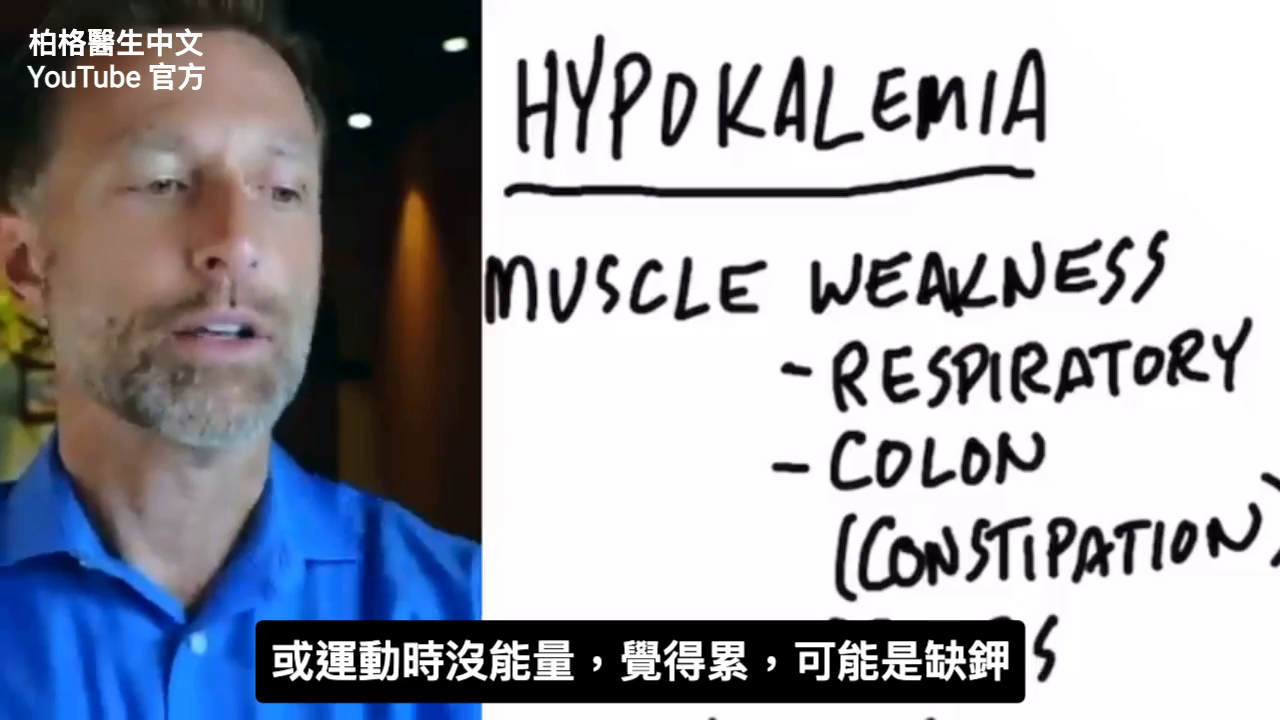 柏格醫生中文
YouTube 官方
HYPOKALEMIA
MUSCLE WEAKNESS
- RESPIRATORY
- COLON
(CONSTIPATION)
或運動時沒能量，覺得累，可能是缺鉀